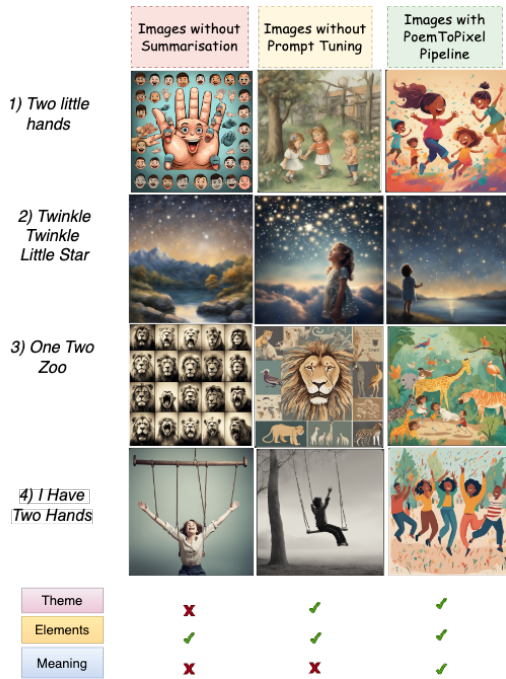 Images without
Summarisation
Images without
Prompt Tuning
Images with
PoemToPixel
Pipeline
1) Two little
hands
2) Twinkle
Twinkle
Little Star
3) One Two
Zoo
4) I Have
Two Hands
Theme
Elements
Meaning